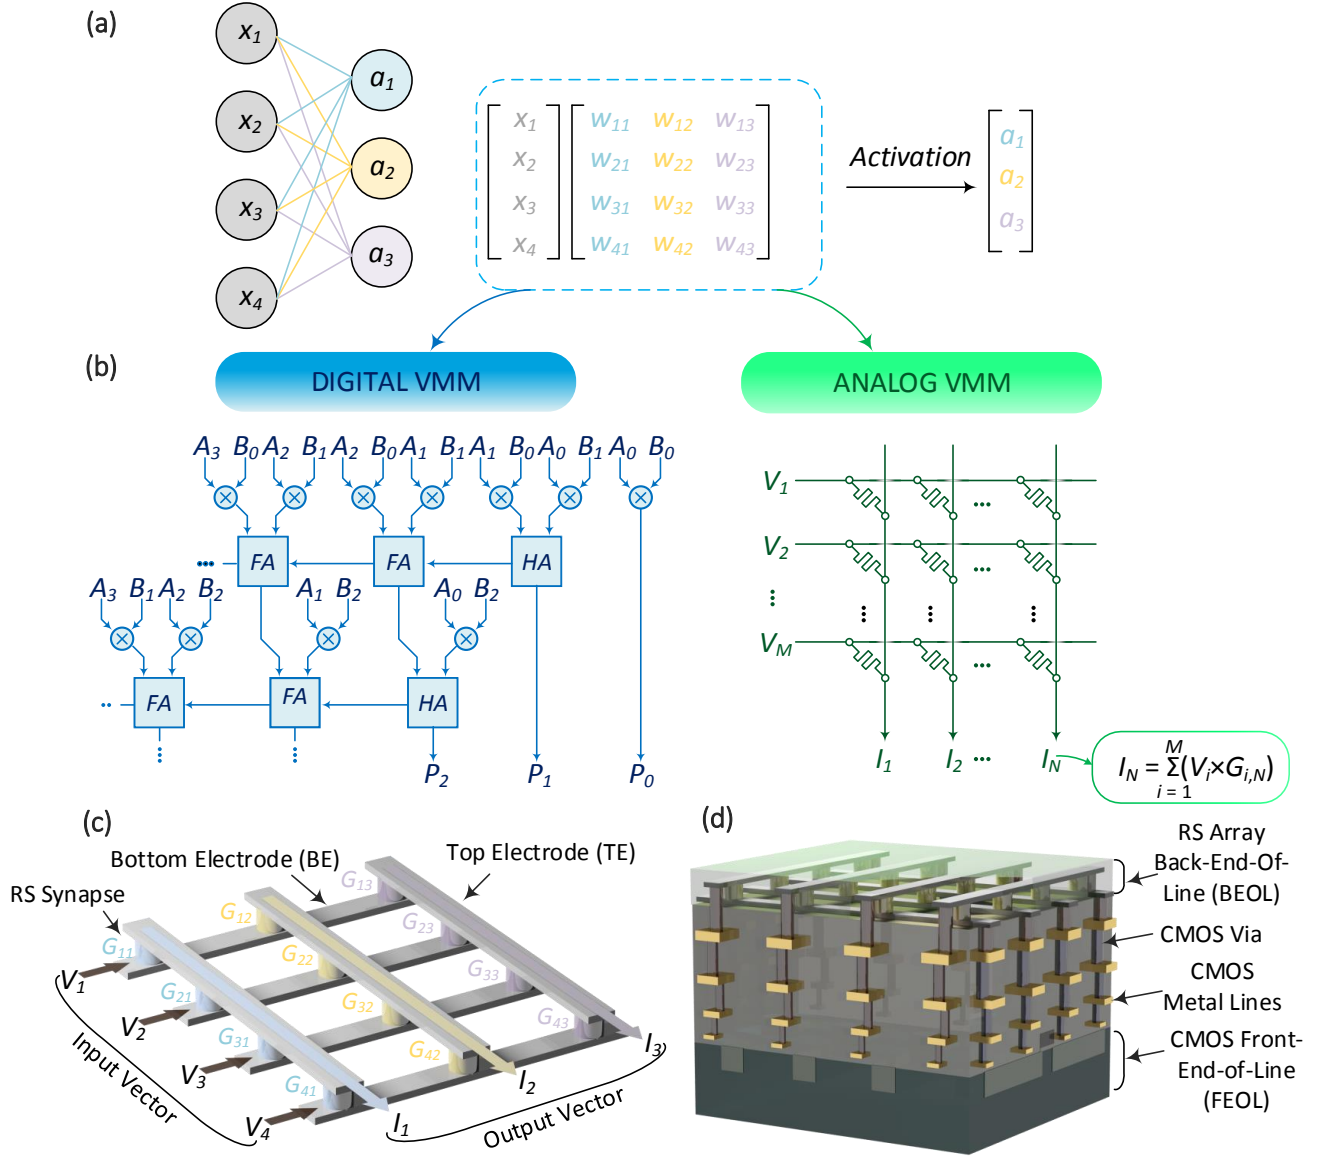 (a)
x1
x2
x3
x4
a1
a2
a3
x1 w11 w12 w13
x2 w21 w22 w23
x3 w31 w32 w33
x4 w41 w42 w43
Activation
a1
a2
a3
(b)
DIGITAL VMM
A3 B0 A2 B1 A2 B0 A1 B1 A1 B0 A0 B1 A0 B0
FA FA HA
A3 B1 A2 B2 A1 B2 A0 B2
FA FA HA
P2 P1 P0
ANALOG VMM
V1
V2
VM
I1 I2 ... IN
IN = Σ(Vi×Gi,N)
M
i = 1
(c)
Bottom Electrode (BE)
Top Electrode (TE)
RS Synapse
G11 G12 G13
G21 G22 G23
G31 G32 G33
G41 G42 G43
V1
V2
V3
V4
Input Vector
I1
I2
I3
Output Vector
(d)
RS Array
Back-End-Of-
Line (BEOL)
CMOS Via
CMOS
Metal Lines
CMOS Front-
End-of-Line
(FEOL)